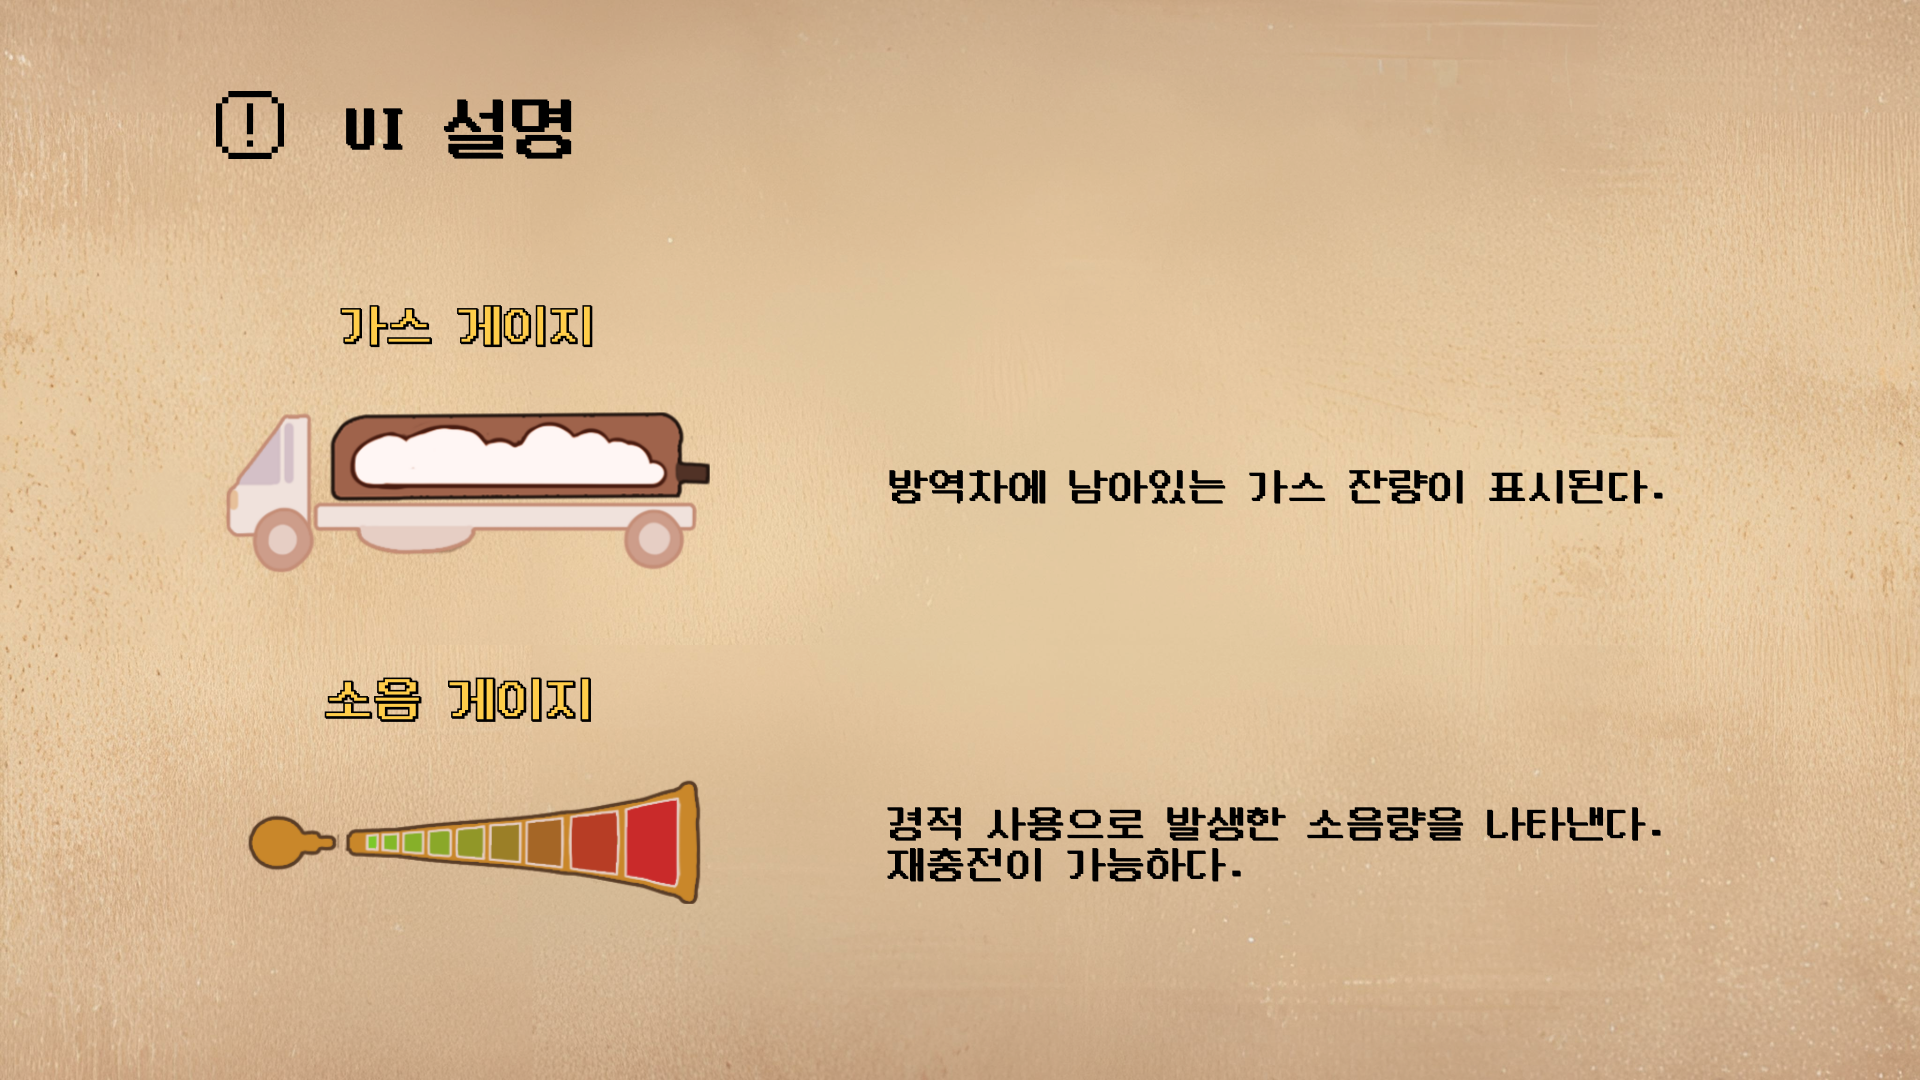 ! UI 설명
가스 게이지
방역차에 남아있는 가스 잔량이 표시된다.
소음 게이지
경적 사용으로 발생한 소음량을 나타낸다.
재충전이 가능하다.